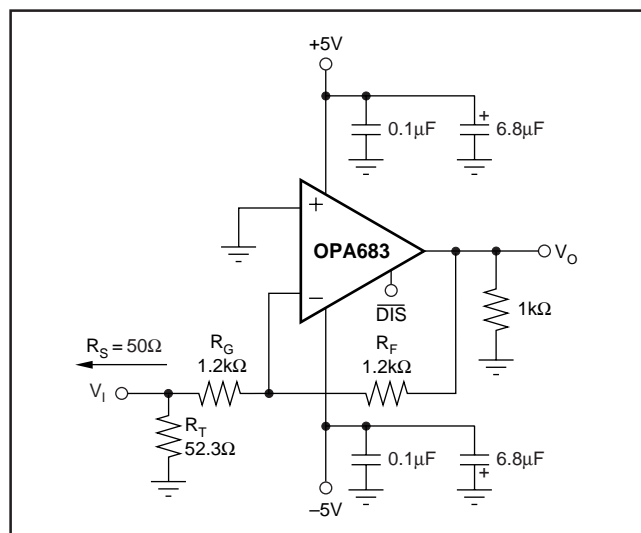 +5V
0.1µF
6.8µF
+
+
OPA683
−
DIS
V_O
1kΩ
R_S = 50Ω
R_G
1.2kΩ
R_F
1.2kΩ
V_I
R_T
52.3Ω
0.1µF
6.8µF
+
−5V